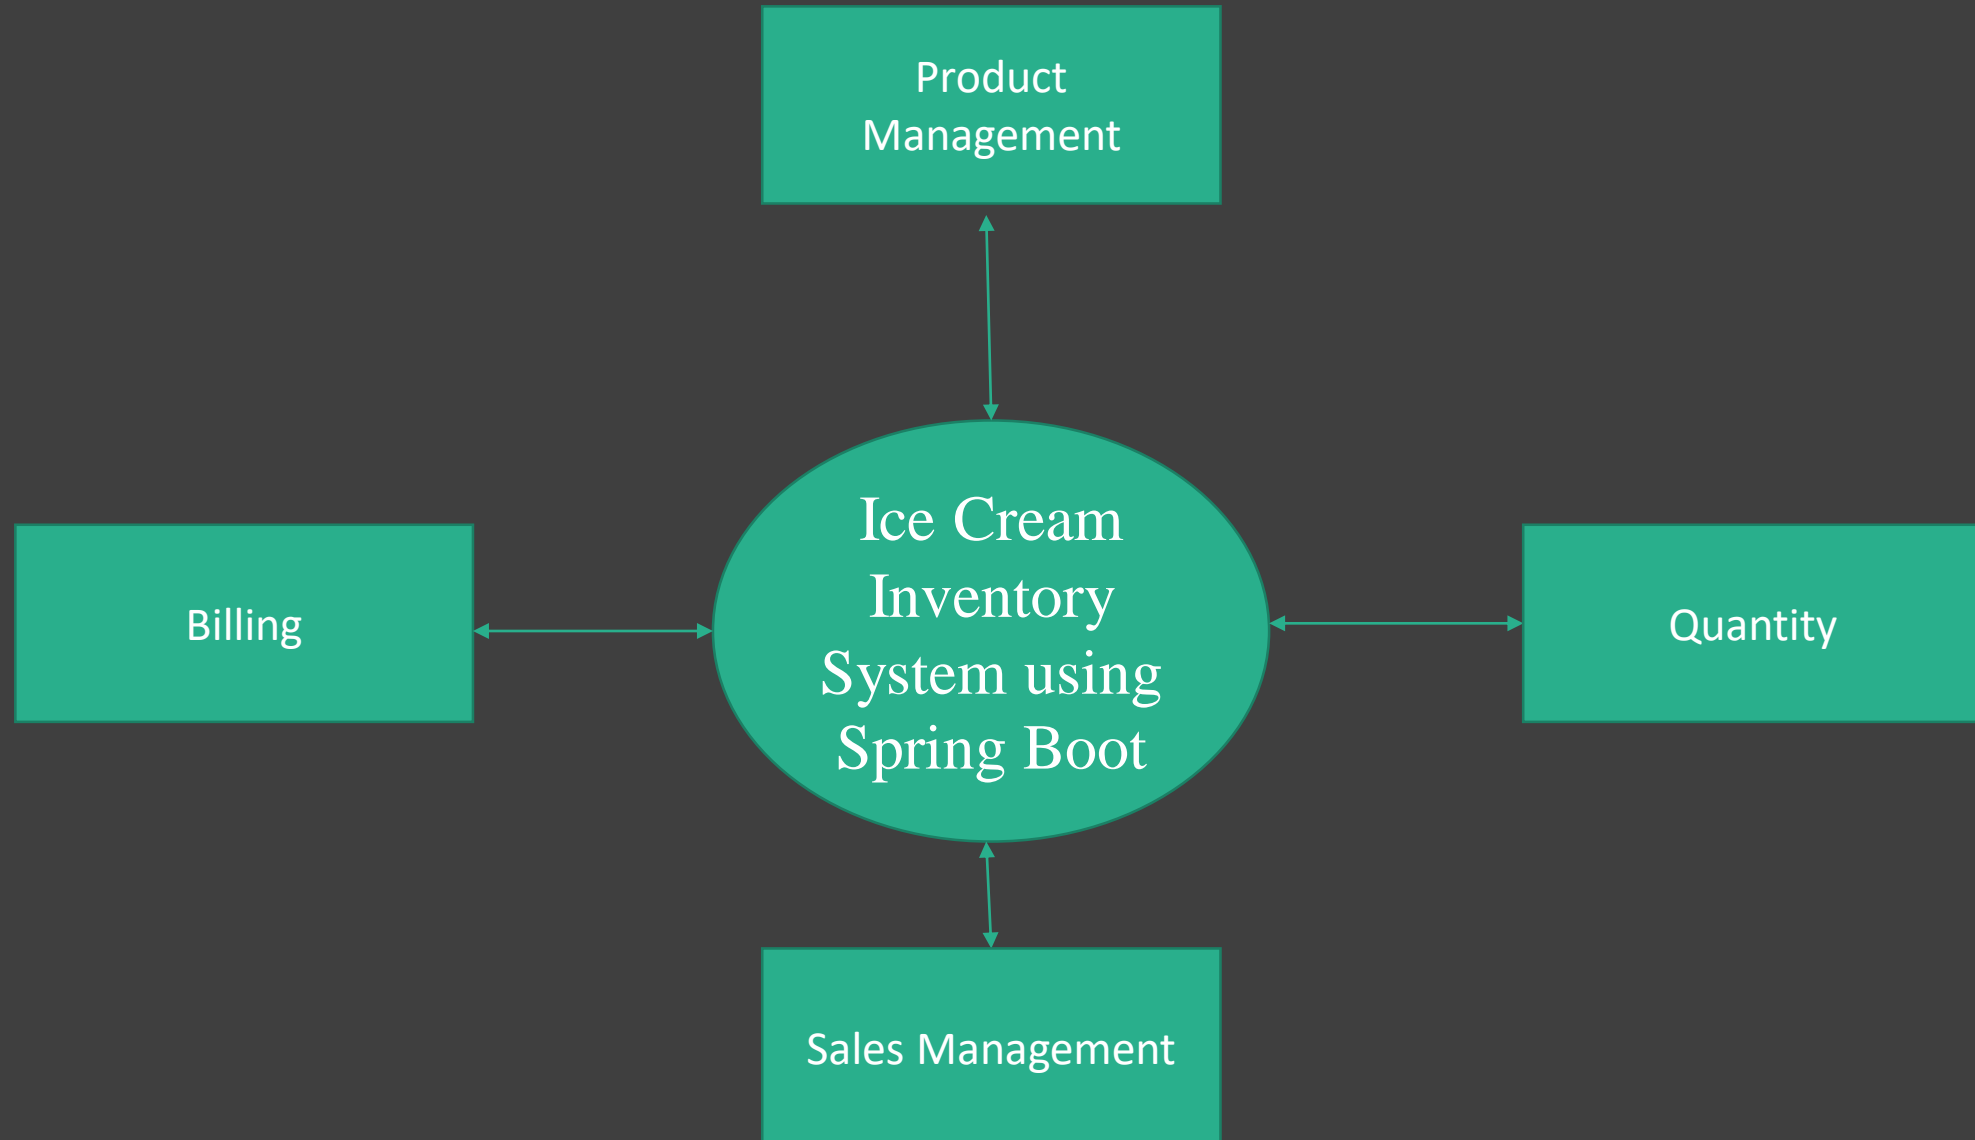 Product
Management
Ice Cream
Inventory
System using
Spring Boot
Billing
Quantity
Sales Management